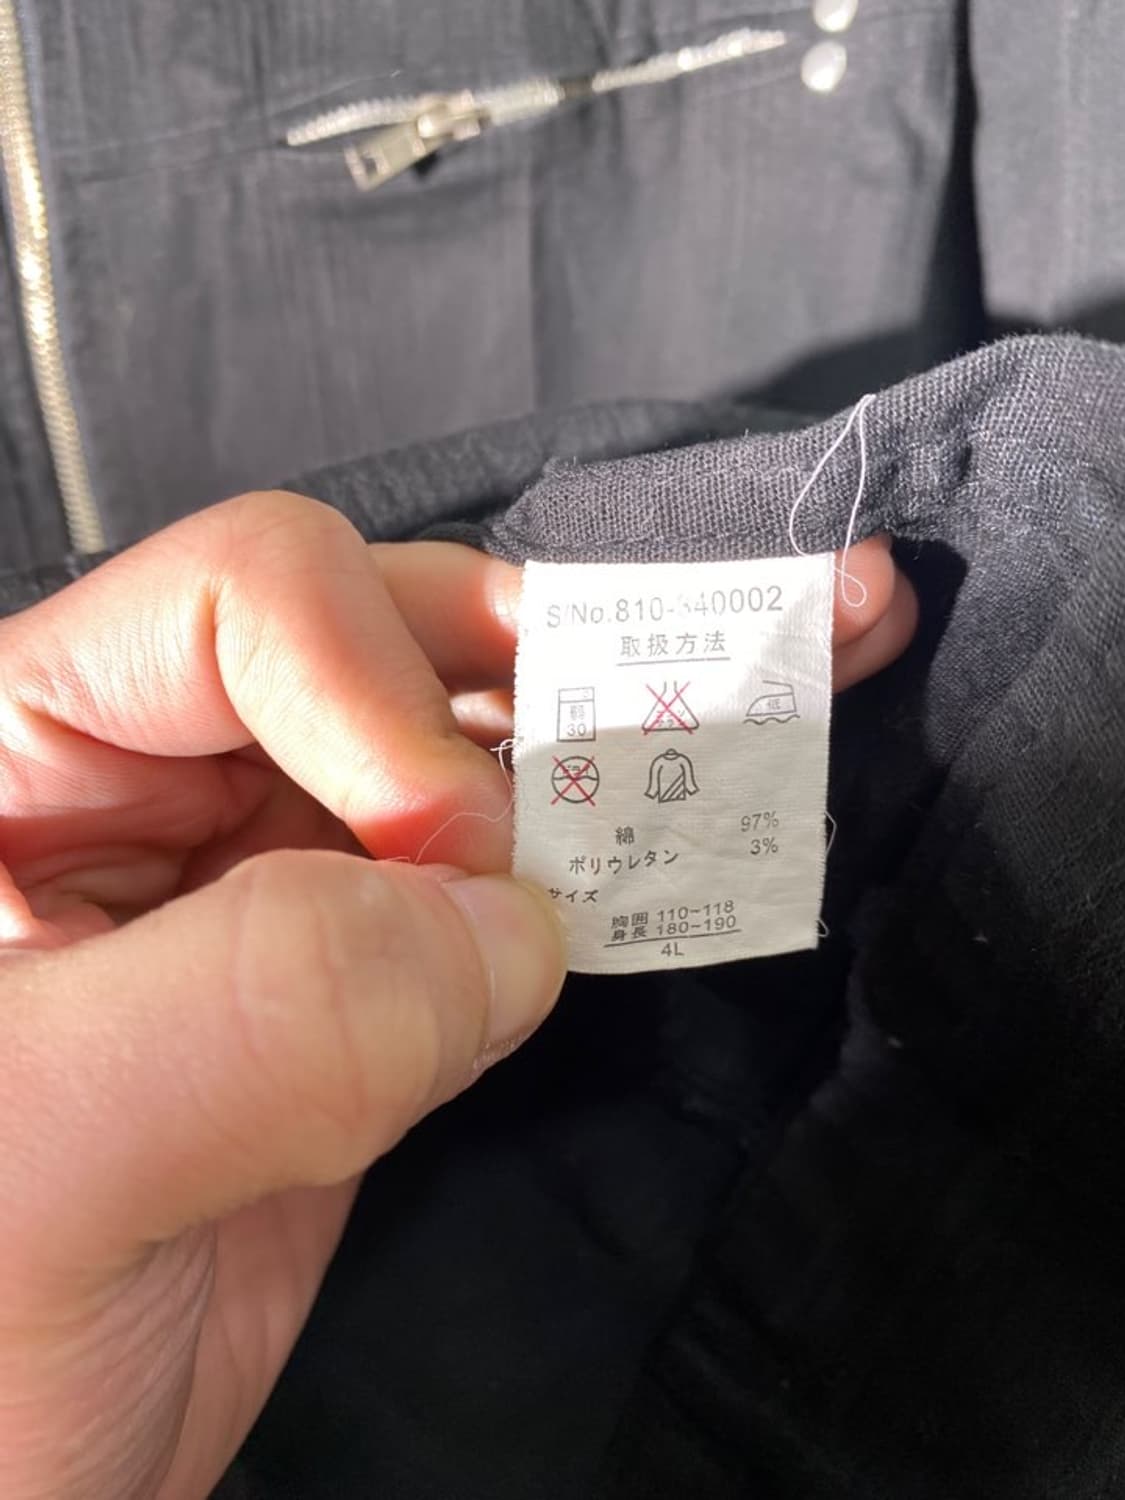 S/No.810-340002
取扱方法
弱
30
低
綿 97%
ポリウレタン 3%
サイズ
胸囲 110~118
身長 180~190
4L